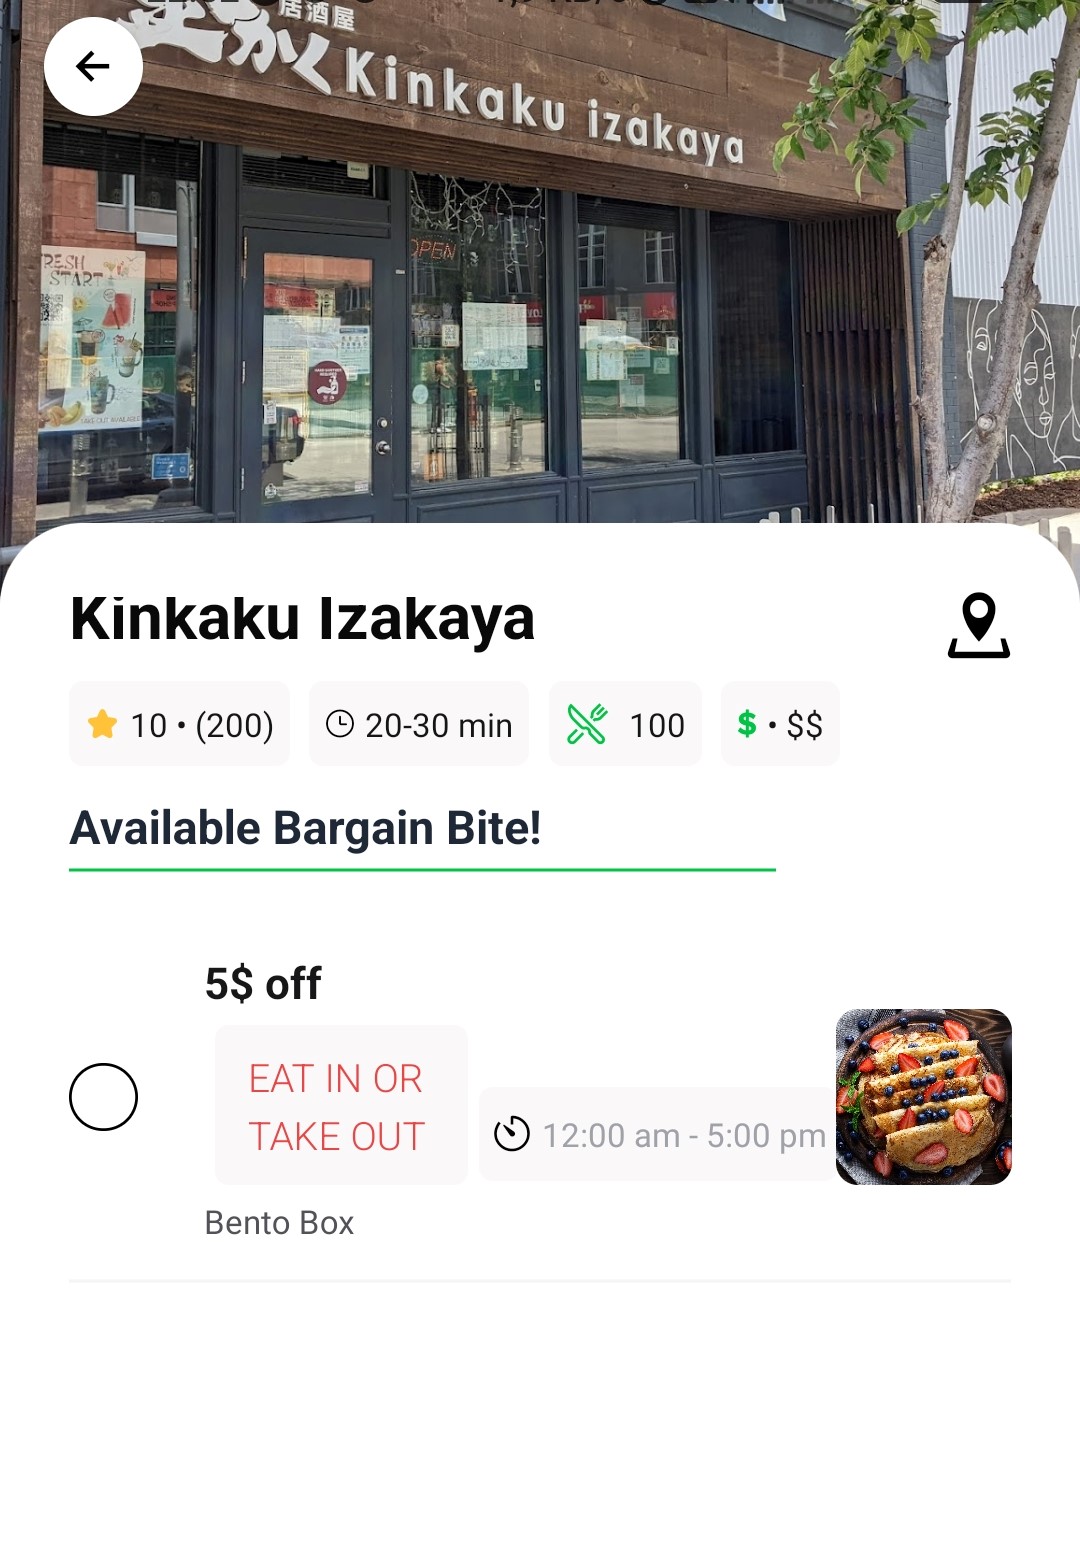 居酒屋
Kinkaku izakaya
OPEN
FRESH
START
Kinkaku Izakaya
10 • (200)
20-30 min
100
$ • $$
Available Bargain Bite!
5$ off
EAT IN OR
TAKE OUT
12:00 am - 5:00 pm
Bento Box